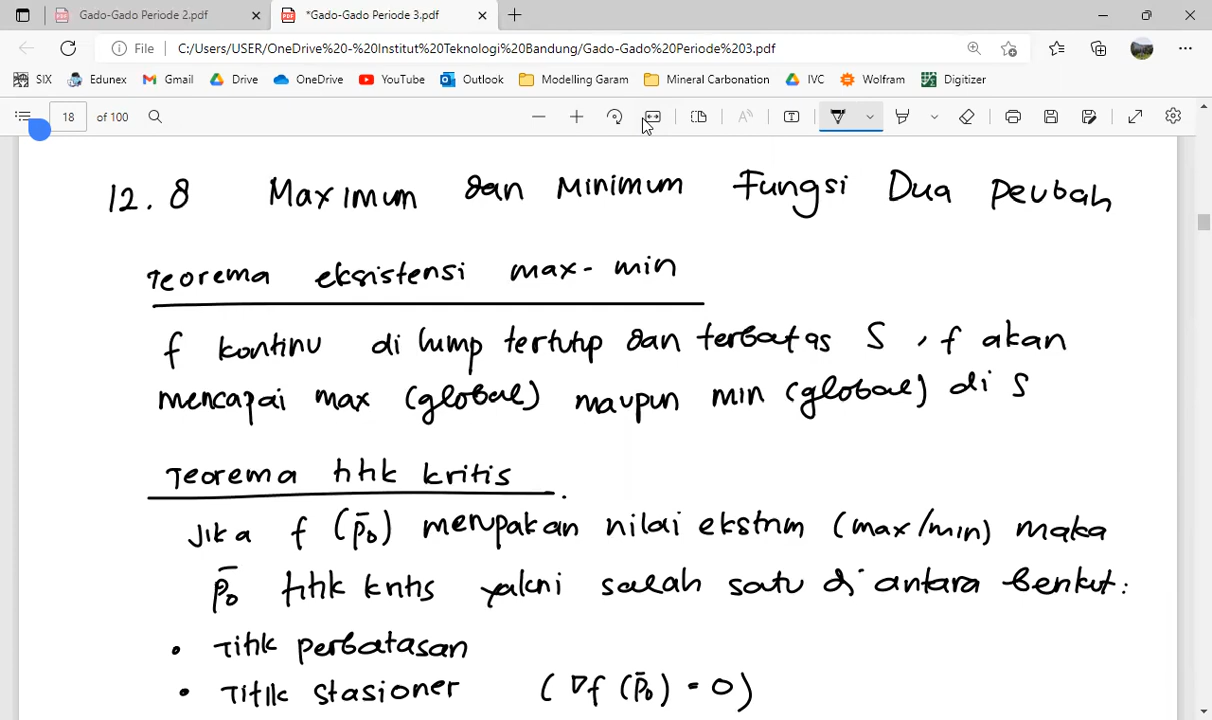 Gado-Gado Periode 2.pdf
*Gado-Gado Periode 3.pdf
File C:/Users/USER/OneDrive%20-%20Institut%20Teknologi%20Bandung/Gado-Gado%20Periode%203.pdf
SIX Edunex Gmail Drive OneDrive YouTube Outlook Modelling Garam Mineral Carbonation IVC Wolfram Digitizer
18 of 100
12.8 Maximum dan Minimum Fungsi Dua Peubah
Teorema eksistensi max-min
f kontinu di himp tertutup dan terbatas S, f akan
mencapai max (global) maupun min (global) di S
Teorema titik kritis.
Jika f (p̄₀) merupakan nilai ekstrim (max/min) maka
p̄₀ titik kritis yakni salah satu di antara berikut:
• Titik perbatasan
• Titik stasioner (∇f (p̄₀) = 0)